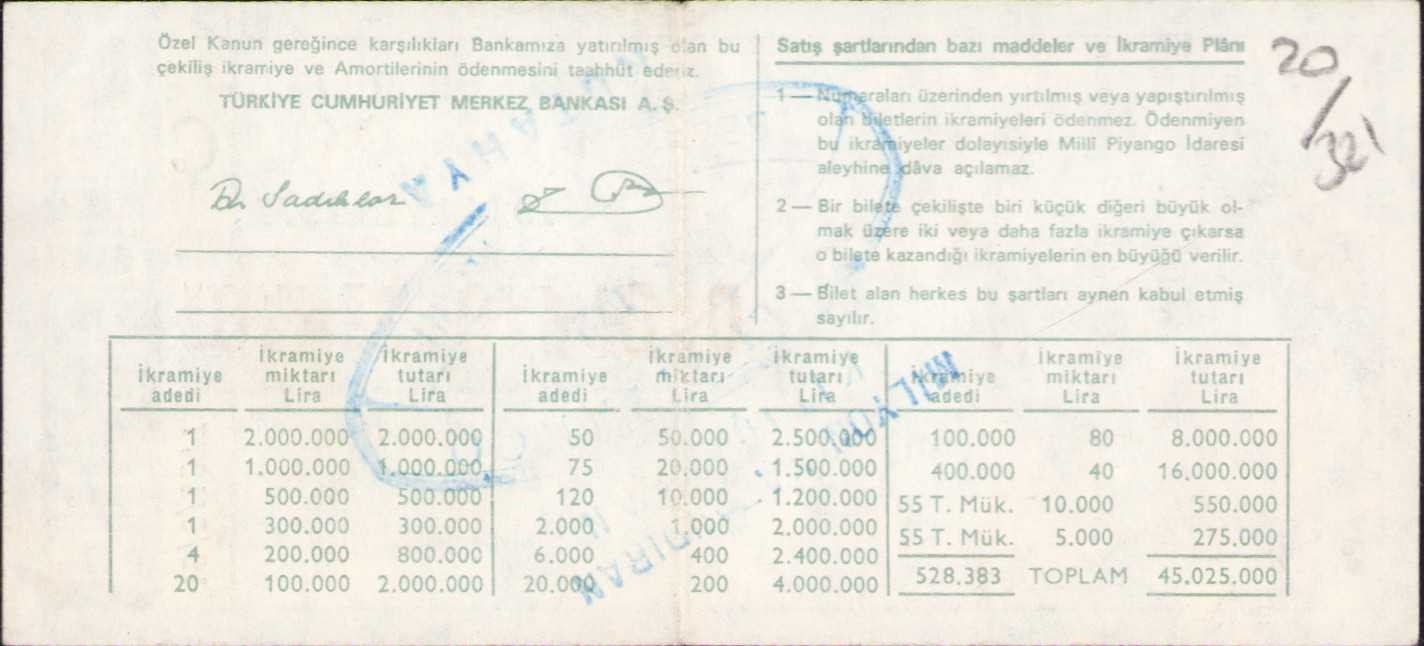 Özel Kanun gereğince karşılıkları Bankamıza yatırılmış olan bu
çekiliş ikramiye ve Amortilerinin ödenmesini taahhüt ederiz.
TÜRKİYE CUMHURİYET MERKEZ BANKASI A. Ş.
Satış şartlarından bazı maddeler ve İkramiye Plânı
1 — Numaraları üzerinden yırtılmış veya yapıştırılmış
olan biletlerin ikramiyeleri ödenmez. Ödenmiyen
bu ikramiyeler dolayısiyle Milli Piyango İdaresi
aleyhine dâva açılamaz.
2 — Bir bilete çekilişte biri küçük diğeri büyük ol-
mak üzere iki veya daha fazla ikramiye çıkarsa
o bilete kazandığı ikramiyelerin en büyüğü verilir.
3 — Bilet alan herkes bu şartları aynen kabul etmiş
sayılır.
20
/321
İkramiye adedi İkramiye miktarı Lira İkramiye tutarı Lira
1 2.000.000 2.000.000
1 1.000.000 1.000.000
1 500.000 500.000
1 300.000 300.000
4 200.000 800.000
20 100.000 2.000.000
İkramiye adedi İkramiye miktarı Lira İkramiye tutarı Lira
50 50.000 2.500.000
75 20.000 1.500.000
120 10.000 1.200.000
2.000 1.000 2.000.000
6.000 400 2.400.000
20.000 200 4.000.000
İkramiye adedi İkramiye miktarı Lira İkramiye tutarı Lira
100.000 80 8.000.000
400.000 40 16.000.000
55 T. Mük. 10.000 550.000
55 T. Mük. 5.000 275.000
528.383 TOPLAM 45.025.000